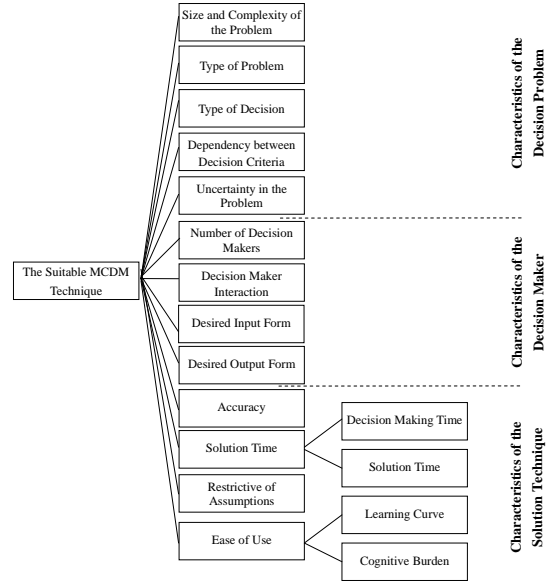 Size and Complexity of
the Problem
Type of Problem
Type of Decision
Dependency between
Decision Criteria
Uncertainty in the
Problem
Characteristics of the
Decision Problem
The Suitable MCDM
Technique
Number of Decision
Makers
Decision Maker
Interaction
Desired Input Form
Desired Output Form
Characteristics of the
Decision Maker
Accuracy
Solution Time
Decision Making Time
Solution Time
Restrictive of
Assumptions
Ease of Use
Learning Curve
Cognitive Burden
Characteristics of the
Solution Technique